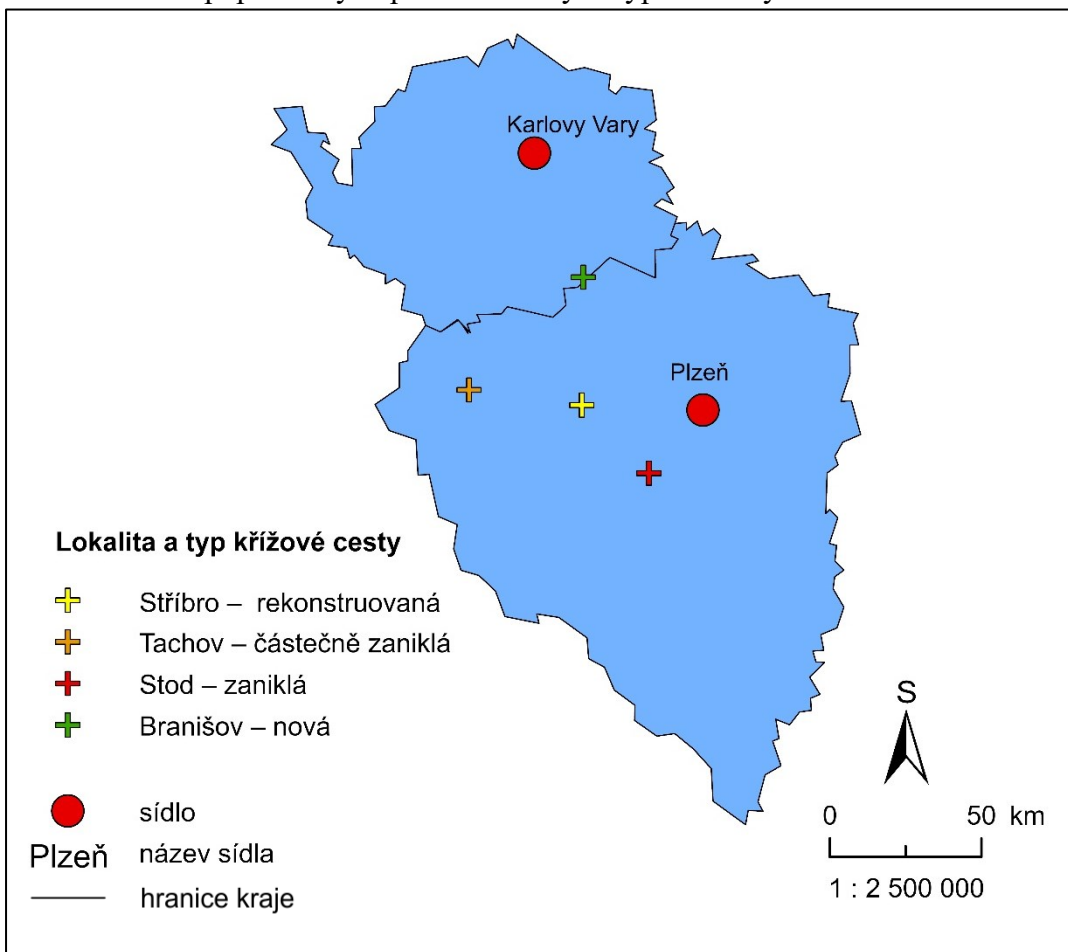 Karlovy Vary
Plzeň
Lokalita a typ křížové cesty
Stříbro – rekonstruovaná
Tachov – částečně zaniklá
Stod – zaniklá
Branišov – nová
sídlo
Plzeň název sídla
hranice kraje
S
0 50 km
1 : 2 500 000